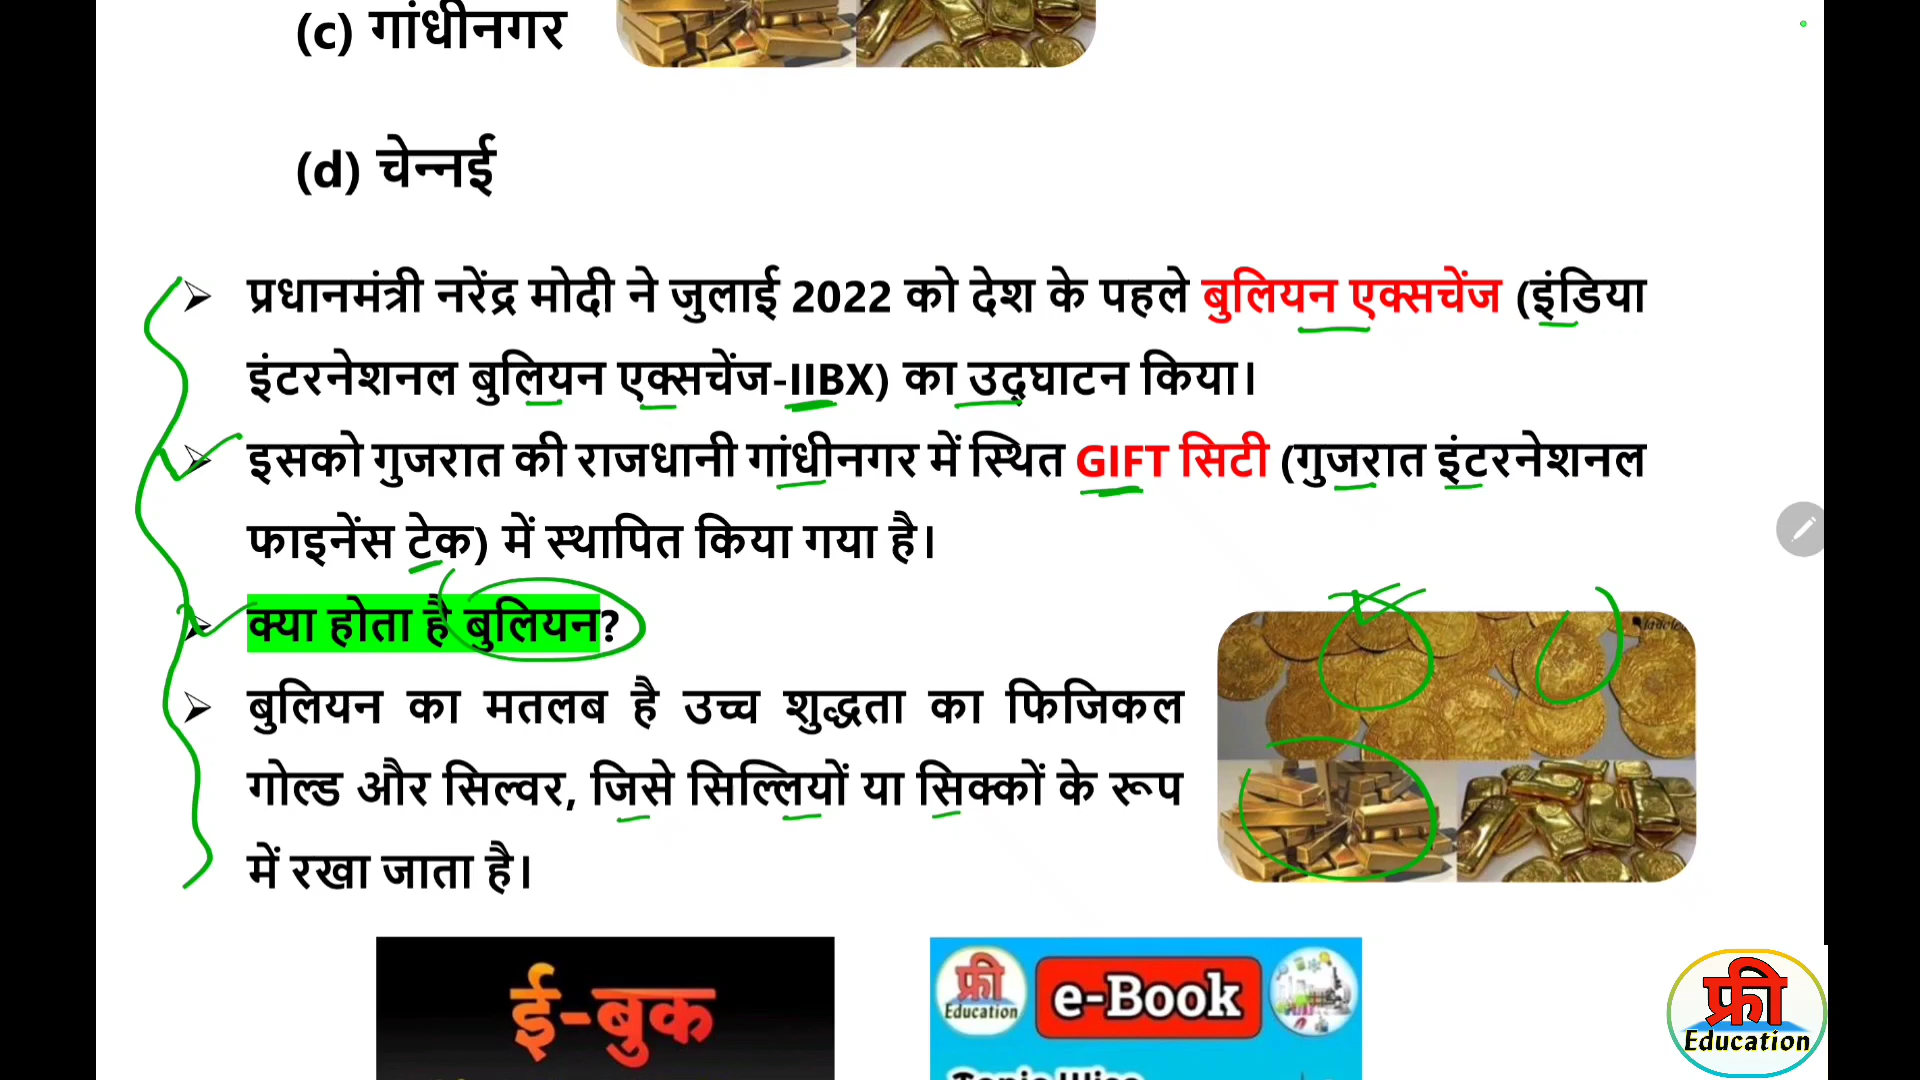 (c) गांधीनगर
(d) चेन्नई
➢ प्रधानमंत्री नरेंद्र मोदी ने जुलाई 2022 को देश के पहले बुलियन एक्सचेंज (इंडिया
इंटरनेशनल बुलियन एक्सचेंज-IIBX) का उद्घाटन किया।
➢ इसको गुजरात की राजधानी गांधीनगर में स्थित GIFT सिटी (गुजरात इंटरनेशनल
फाइनेंस टेक) में स्थापित किया गया है।
➢ क्या होता है बुलियन?
➢ बुलियन का मतलब है उच्च शुद्धता का फिजिकल
गोल्ड और सिल्वर, जिसे सिल्लियों या सिक्कों के रूप
में रखा जाता है।
ई-बुक
फ्री
Education
e-Book
फ्री
Education